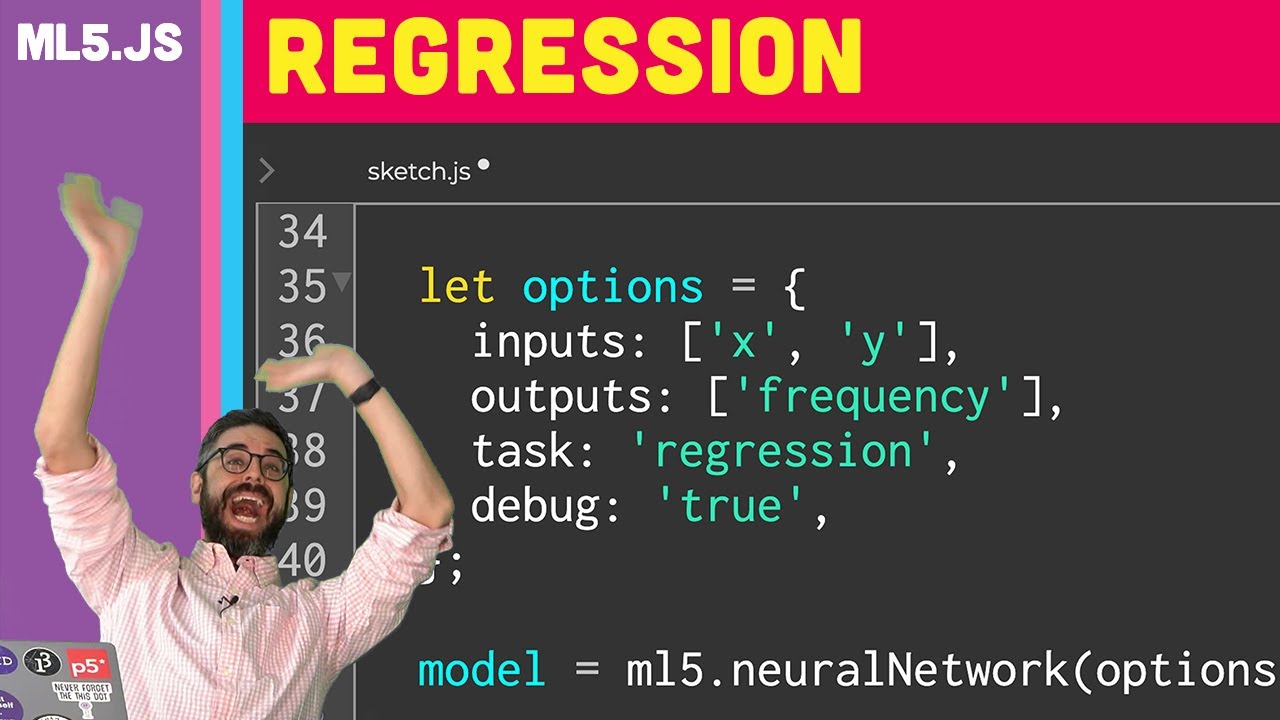 ML5.JS
REGRESSION
sketch.js
34
35 let options = {
36 inputs: ['x', 'y'],
37 outputs: ['frequency'],
38 task: 'regression',
39 debug: 'true',
40 };
model = ml5.neuralNetwork(options
p5*
NEVER FORGET
THE THIS DOT